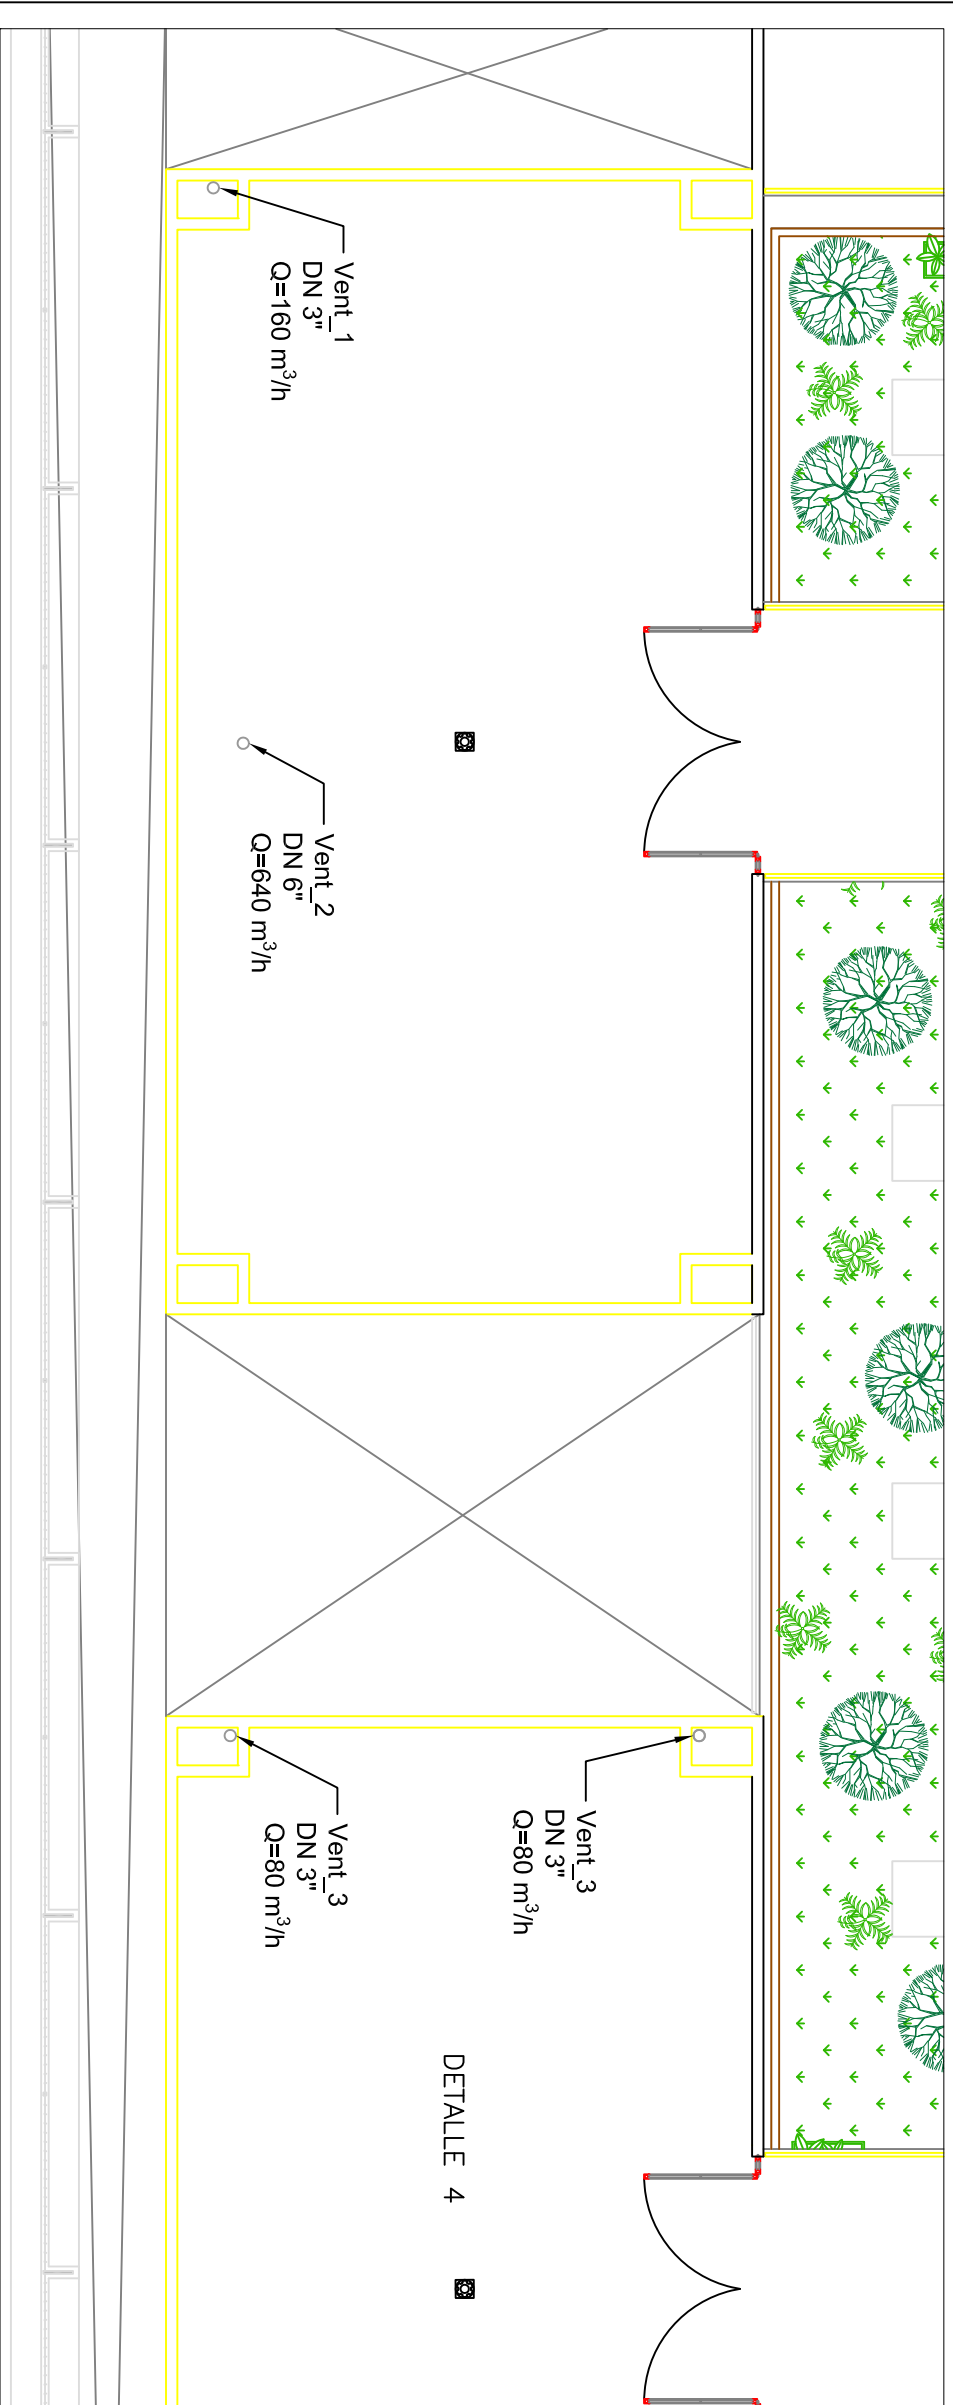 Vent_1
DN 3"
Q=160 m³/h
Vent_2
DN 6"
Q=640 m³/h
Vent_3
DN 3"
Q=80 m³/h
Vent_3
DN 3"
Q=80 m³/h
DETALLE 4